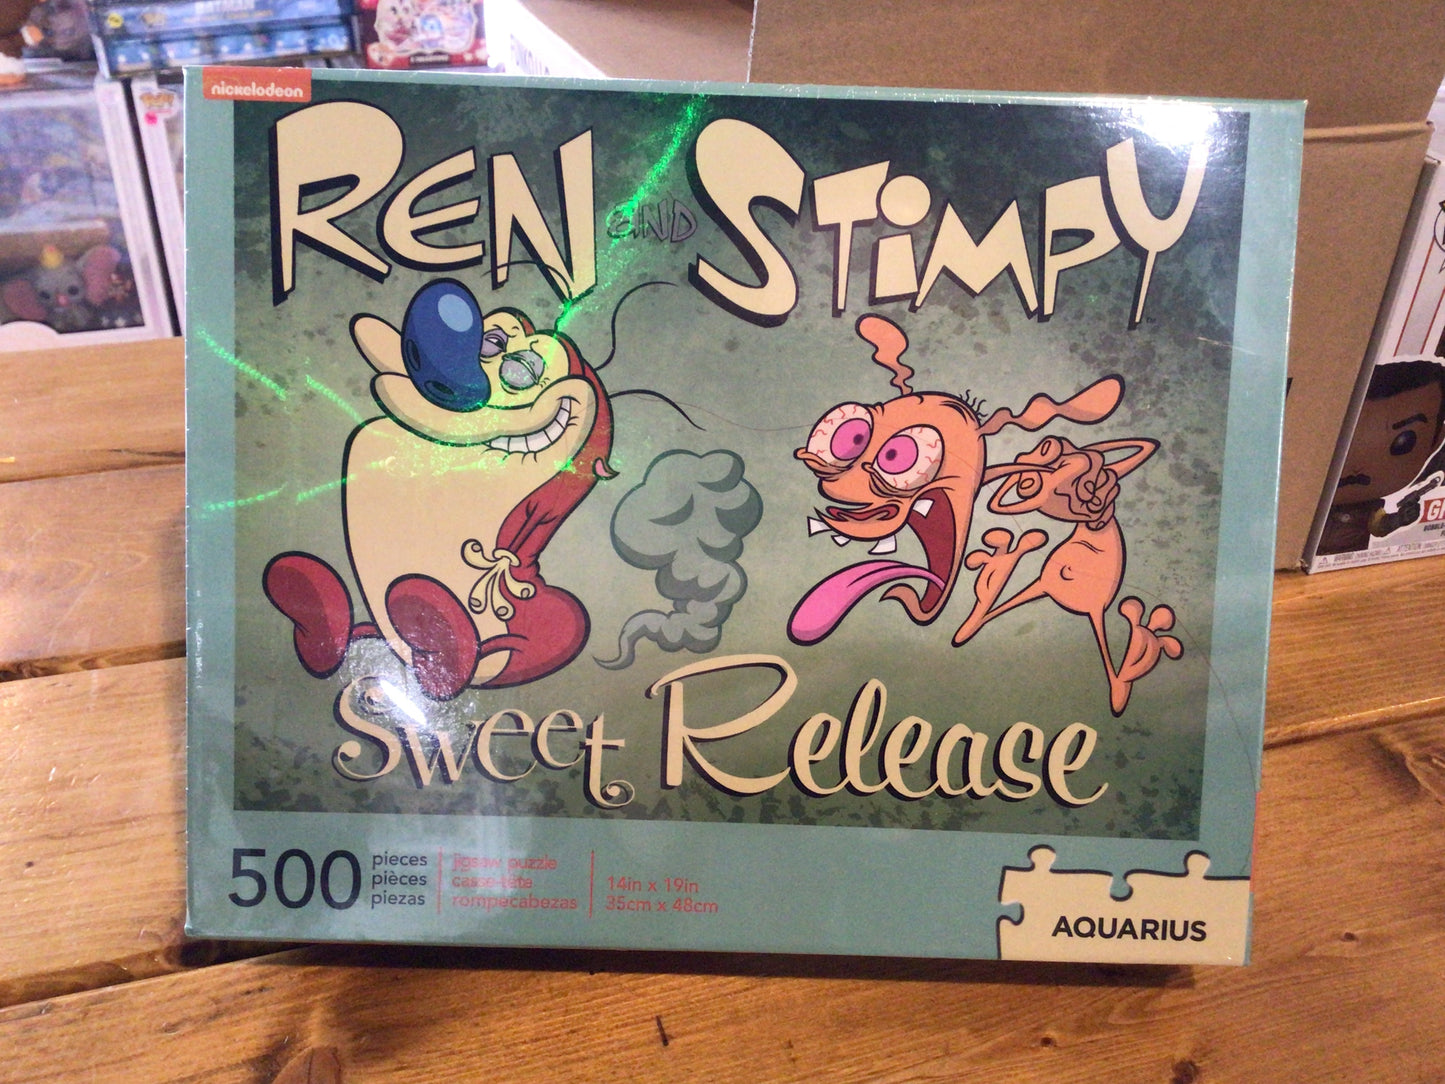 BATMAN
nickelodeon
REN AND STiMPY
Sweet Release
500
pieces
pièces
piezas
jigsaw puzzle
casse-tête
rompecabezas
14in x 19in
35cm x 48cm
AQUARIUS